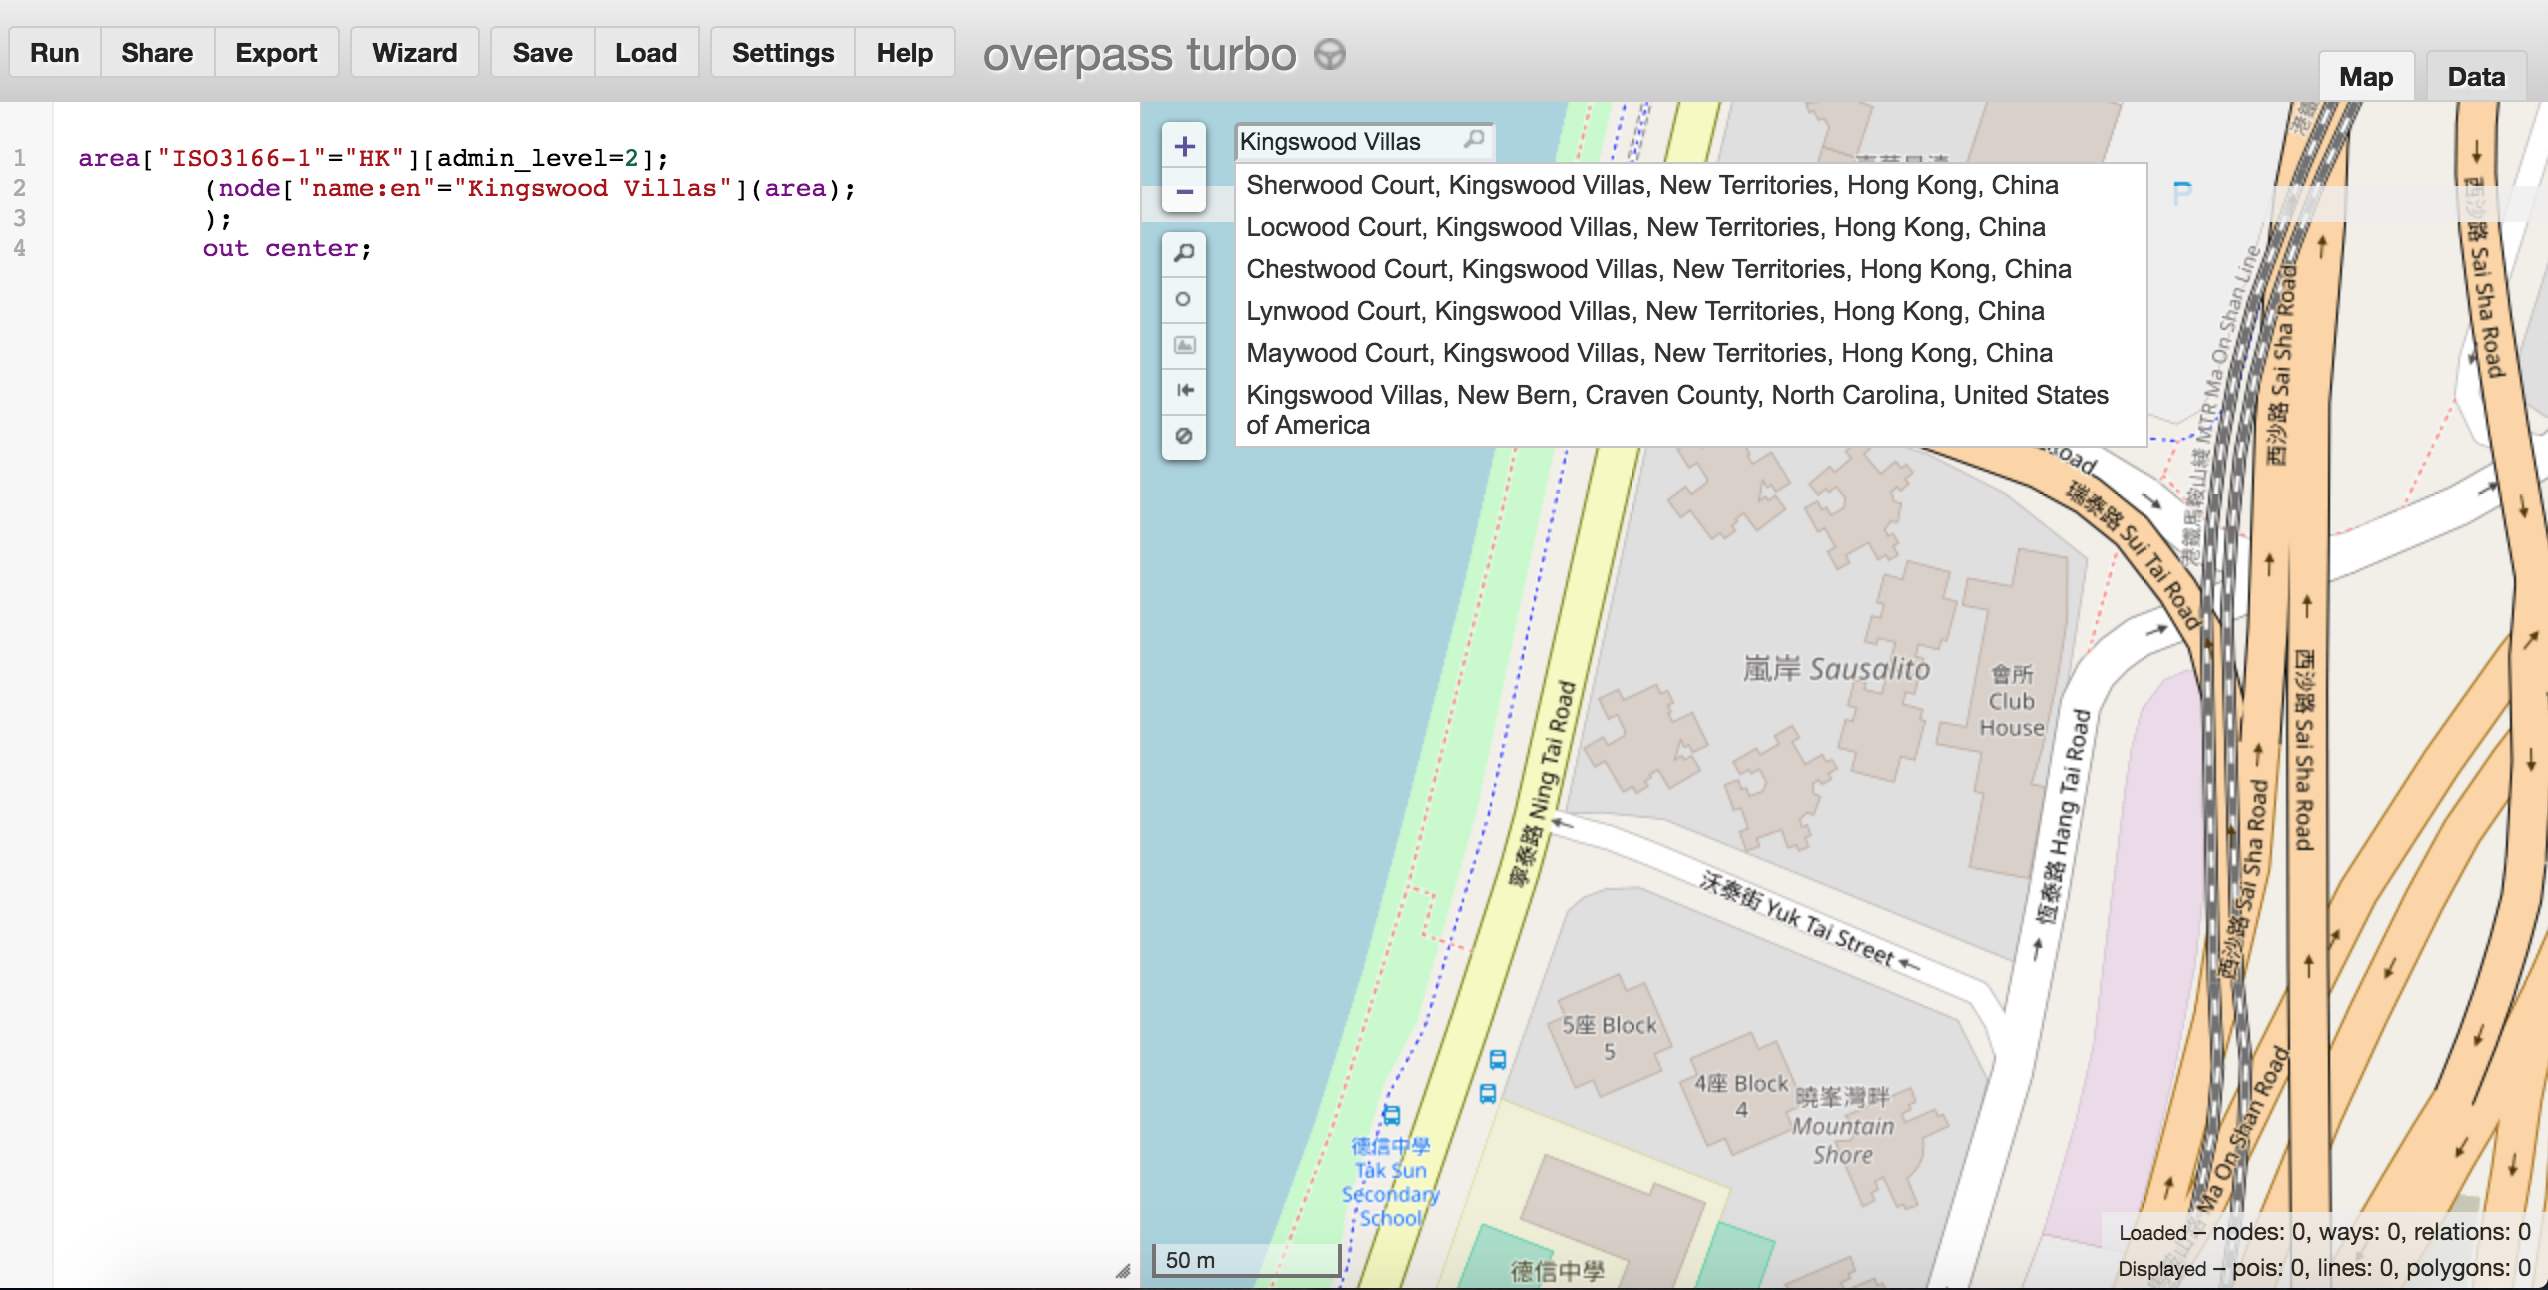 Run Share Export Wizard Save Load Settings Help overpass turbo
Map Data
1 area["ISO3166-1"="HK"][admin_level=2];
2 (node["name:en"="Kingswood Villas"](area);
3 );
4 out center;
+
−
Kingswood Villas
Sherwood Court, Kingswood Villas, New Territories, Hong Kong, China
Locwood Court, Kingswood Villas, New Territories, Hong Kong, China
Chestwood Court, Kingswood Villas, New Territories, Hong Kong, China
Lynwood Court, Kingswood Villas, New Territories, Hong Kong, China
Maywood Court, Kingswood Villas, New Territories, Hong Kong, China
Kingswood Villas, New Bern, Craven County, North Carolina, United States
of America
P
西沙路 Sai Sha Road
西沙路 Sai Sha Road
港鐵馬鞍山綫 MTR Ma On Shan Line
Road
瑞泰路 Sui Tai Road
嵐岸 Sausalito
會所
Club
House
寧泰路 Ning Tai Road
恆泰路 Hang Tai Road
西沙路 Sai Sha Road
西沙路 Sai Sha Road
沃泰街 Yuk Tai Street
5座 Block
5
4座 Block
4
曉峯灣畔
Mountain
Shore
德信中學
Tak Sun
Secondary
School
Ma On Shan Road
德信中學
50 m
Loaded – nodes: 0, ways: 0, relations: 0
Displayed – pois: 0, lines: 0, polygons: 0